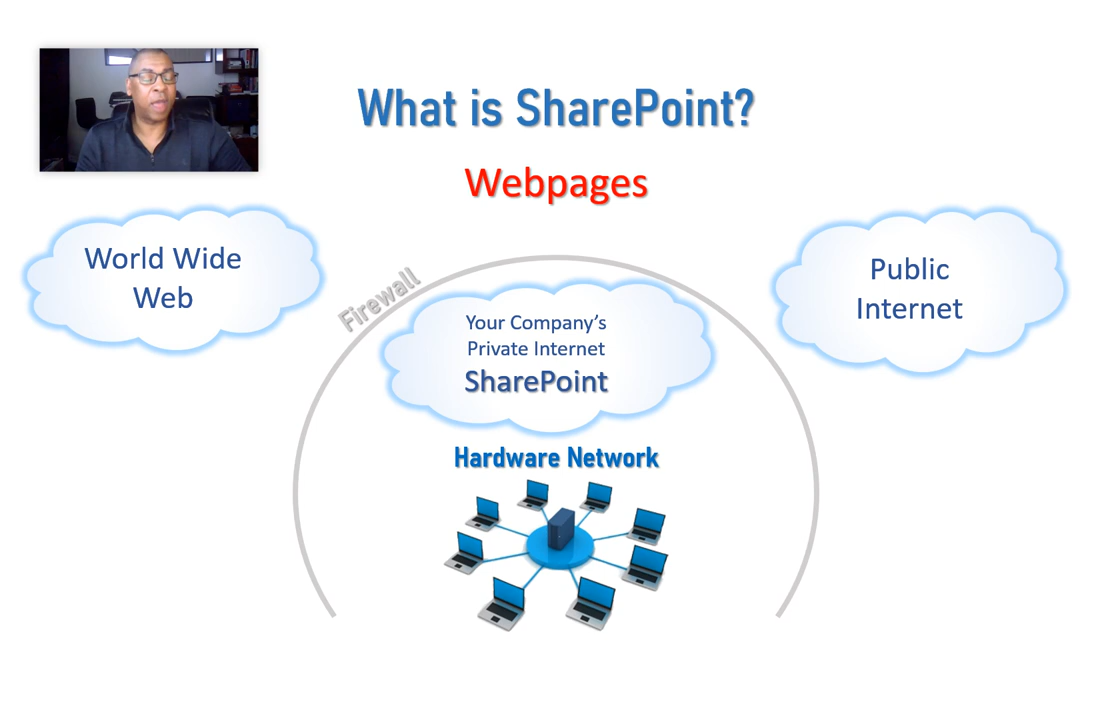 What is SharePoint?
Webpages
World Wide
Web
Public
Internet
Firewall
Your Company's
Private Internet
SharePoint
Hardware Network